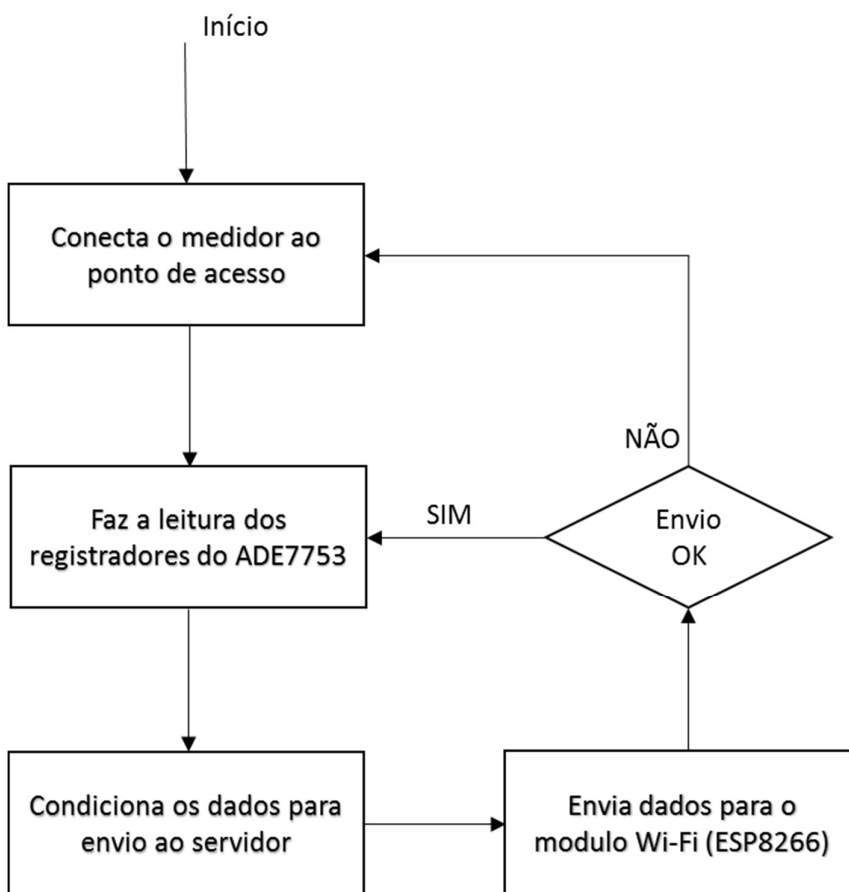 Início
Conecta o medidor ao
ponto de acesso
NÃO
SIM
Faz a leitura dos
registradores do ADE7753
Envio
OK
Condiciona os dados para
envio ao servidor
Envia dados para o
modulo Wi-Fi (ESP8266)